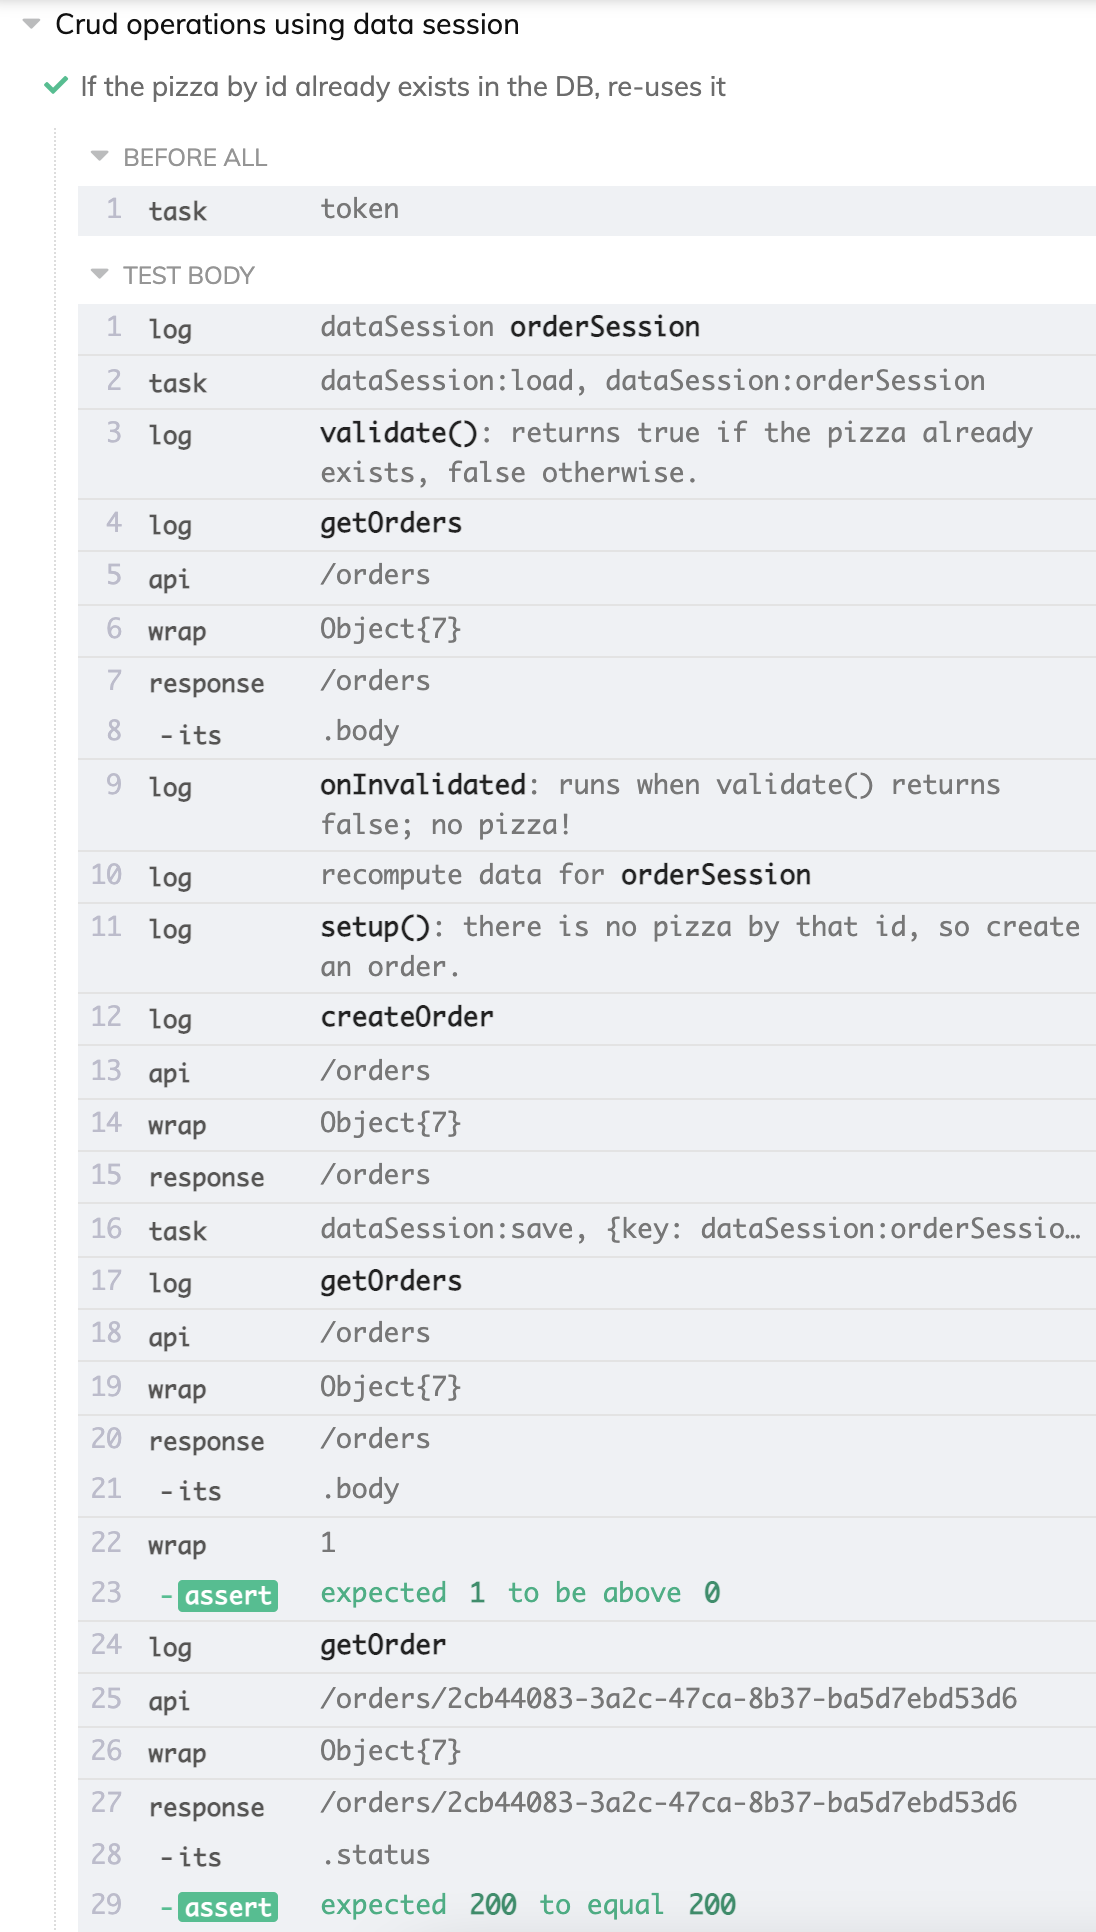 Crud operations using data session
If the pizza by id already exists in the DB, re-uses it
BEFORE ALL
1 task token
TEST BODY
1 log dataSession orderSession
2 task dataSession:load, dataSession:orderSession
3 log validate(): returns true if the pizza already
exists, false otherwise.
4 log getOrders
5 api /orders
6 wrap Object{7}
7 response /orders
8 -its .body
9 log onInvalidated: runs when validate() returns
false; no pizza!
10 log recompute data for orderSession
11 log setup(): there is no pizza by that id, so create
an order.
12 log createOrder
13 api /orders
14 wrap Object{7}
15 response /orders
16 task dataSession:save, {key: dataSession:orderSessio…
17 log getOrders
18 api /orders
19 wrap Object{7}
20 response /orders
21 -its .body
22 wrap 1
23 -assert expected 1 to be above 0
24 log getOrder
25 api /orders/2cb44083-3a2c-47ca-8b37-ba5d7ebd53d6
26 wrap Object{7}
27 response /orders/2cb44083-3a2c-47ca-8b37-ba5d7ebd53d6
28 -its .status
29 -assert expected 200 to equal 200